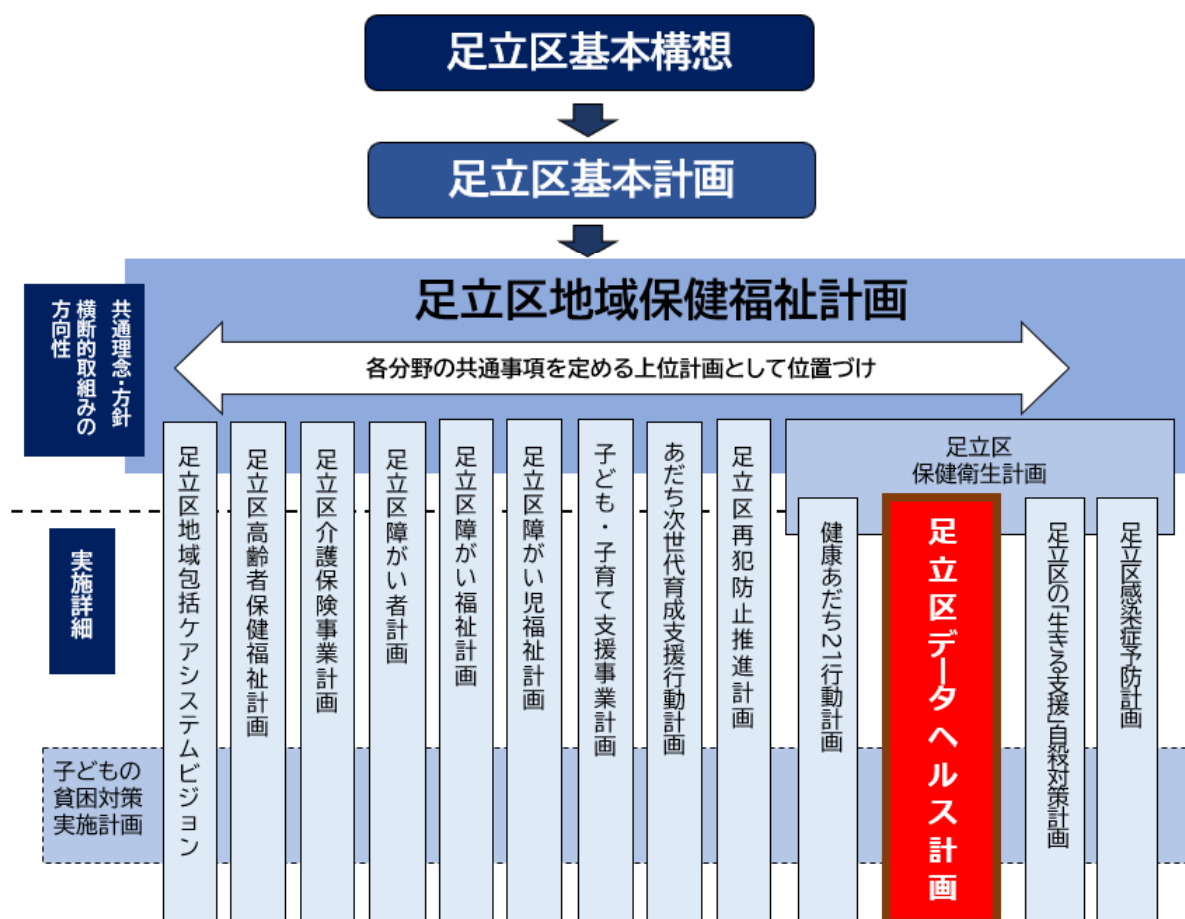 足立区基本構想
足立区基本計画
足立区地域保健福祉計画
共通理念・方針
横断的取組みの
方向性
各分野の共通事項を定める上位計画として位置づけ
実施詳細
足立区地域包括ケアシステムビジョン
足立区高齢者保健福祉計画
足立区介護保険事業計画
足立区障がい者計画
足立区障がい福祉計画
足立区障がい児福祉計画
子ども・子育て支援事業計画
あだち次世代育成支援行動計画
足立区再犯防止推進計画
足立区
保健衛生計画
健康あだち21行動計画
足立区データヘルス計画
足立区の「生きる支援」自殺対策計画
足立区感染症予防計画
子どもの
貧困対策
実施計画